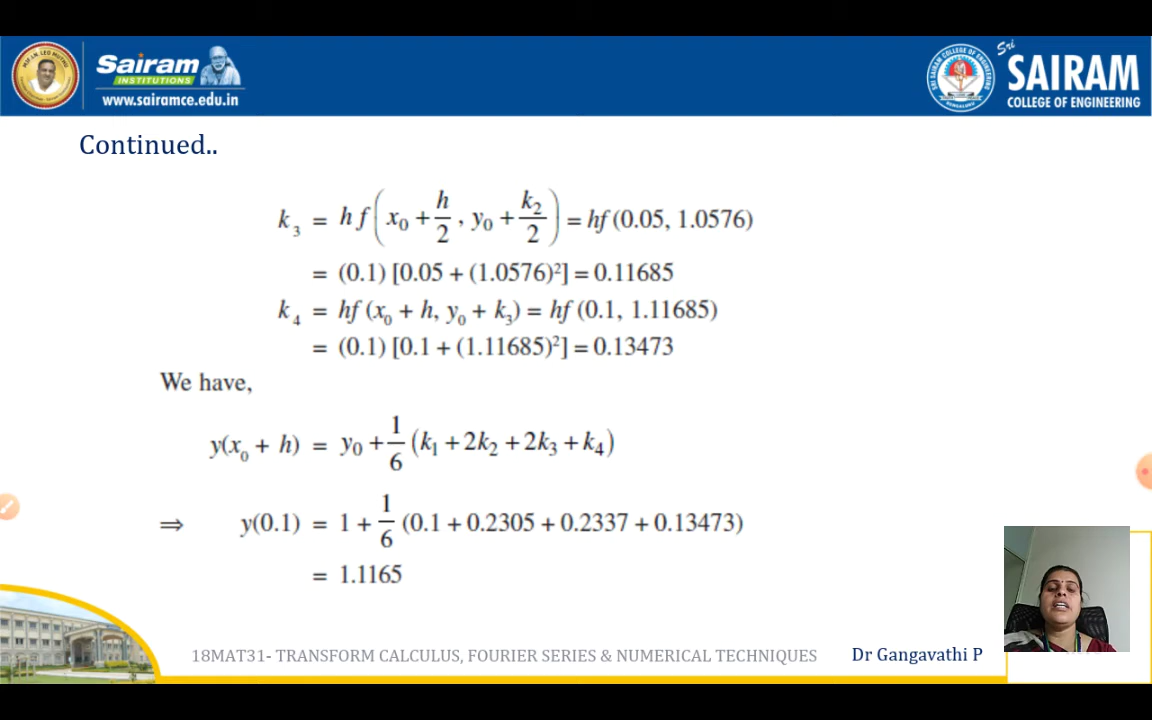 Sairam
INSTITUTIONS
www.sairamce.edu.in
Sri
SAIRAM
COLLEGE OF ENGINEERING
Continued..
k₃ = h f ( x₀ + h/2 , y₀ + k₂/2 ) = hf (0.05, 1.0576)
= (0.1) [0.05 + (1.0576)²] = 0.11685
k₄ = hf (x₀ + h, y₀ + k₃) = hf (0.1, 1.11685)
= (0.1) [0.1 + (1.11685)²] = 0.13473
We have,
y(x₀ + h) = y₀ + 1/6 (k₁ + 2k₂ + 2k₃ + k₄)
⇒ y(0.1) = 1 + 1/6 (0.1 + 0.2305 + 0.2337 + 0.13473)
= 1.1165
18MAT31- TRANSFORM CALCULUS, FOURIER SERIES & NUMERICAL TECHNIQUES
Dr Gangavathi P